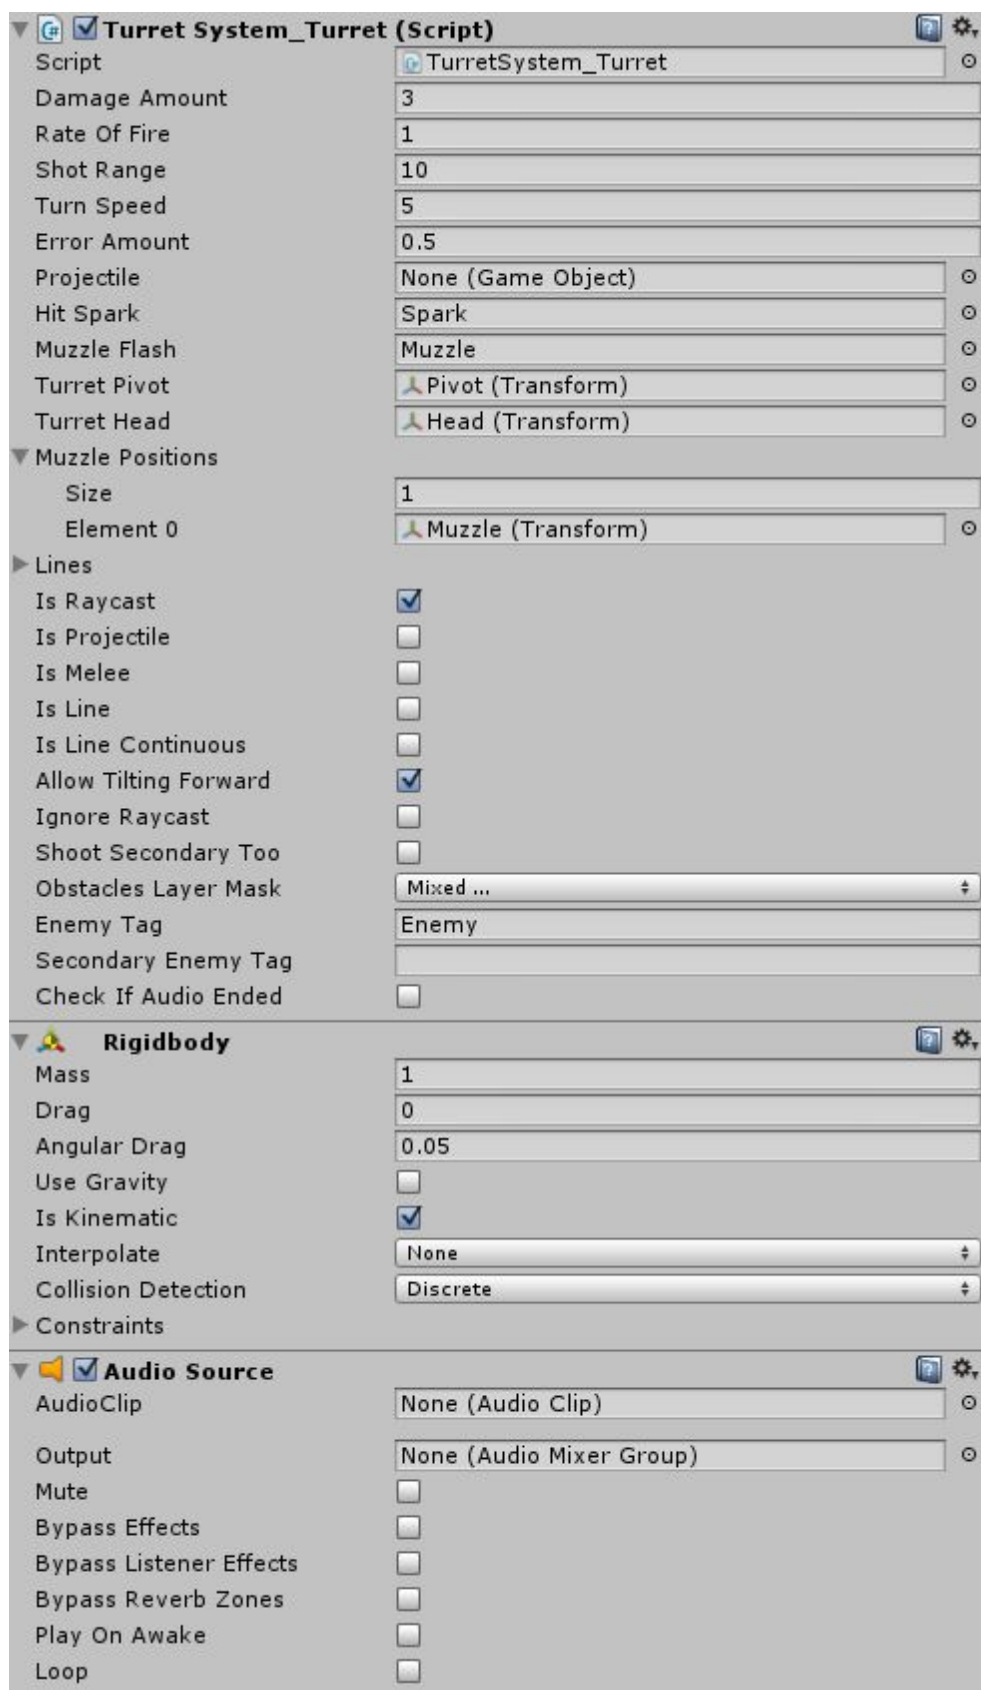 Turret System_Turret (Script)
Script TurretSystem_Turret
Damage Amount 3
Rate Of Fire 1
Shot Range 10
Turn Speed 5
Error Amount 0.5
Projectile None (Game Object)
Hit Spark Spark
Muzzle Flash Muzzle
Turret Pivot Pivot (Transform)
Turret Head Head (Transform)
Muzzle Positions
Size 1
Element 0 Muzzle (Transform)
Lines
Is Raycast
Is Projectile
Is Melee
Is Line
Is Line Continuous
Allow Tilting Forward
Ignore Raycast
Shoot Secondary Too
Obstacles Layer Mask Mixed ...
Enemy Tag Enemy
Secondary Enemy Tag
Check If Audio Ended
Rigidbody
Mass 1
Drag 0
Angular Drag 0.05
Use Gravity
Is Kinematic
Interpolate None
Collision Detection Discrete
Constraints
Audio Source
AudioClip None (Audio Clip)
Output None (Audio Mixer Group)
Mute
Bypass Effects
Bypass Listener Effects
Bypass Reverb Zones
Play On Awake
Loop